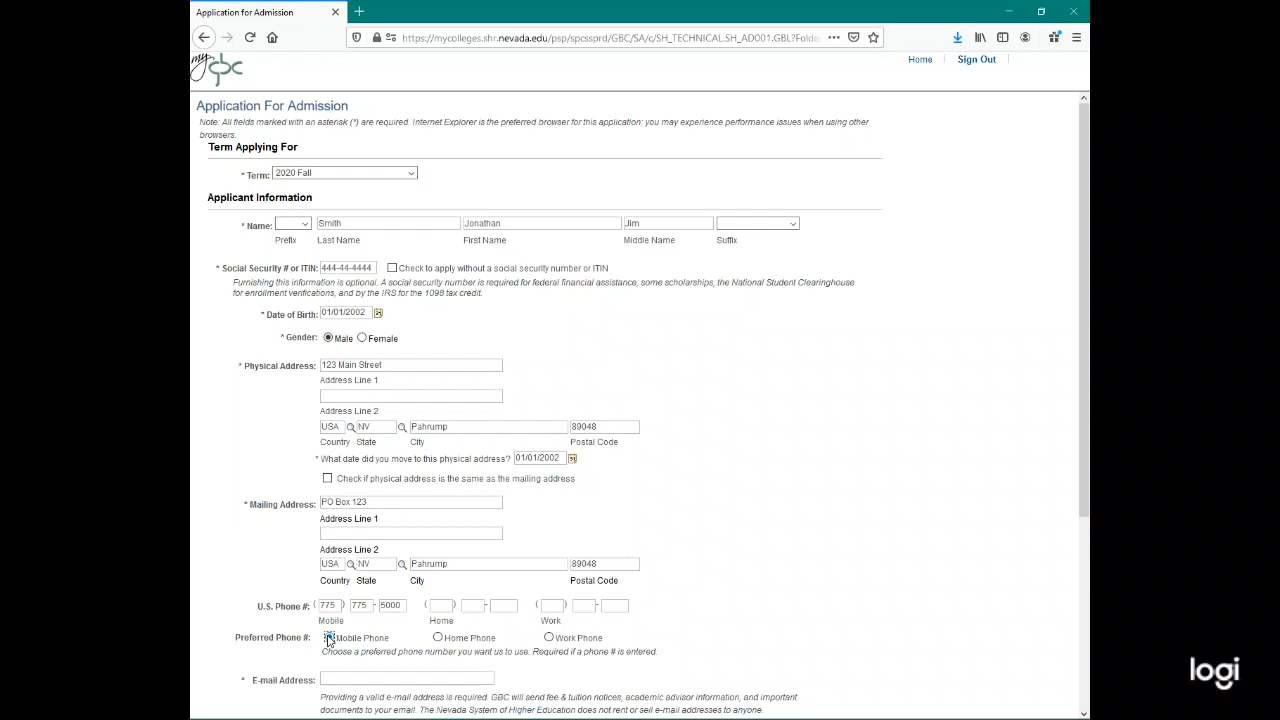 Application for Admission
https://mycolleges.shr.nevada.edu/psp/spcssprd/GBC/SA/c/SH_TECHNICAL.SH_AD001.GBL?Folde
my gbc
Home Sign Out
Application For Admission
Note: All fields marked with an asterisk (*) are required. Internet Explorer is the preferred browser for this application; you may experience performance issues when using other
browsers.
Term Applying For
* Term: 2020 Fall
Applicant Information
* Name: Smith Jonathan Jim
Prefix Last Name First Name Middle Name Suffix
* Social Security # or ITIN: 444-44-4444 Check to apply without a social security number or ITIN
Furnishing this information is optional. A social security number is required for federal financial assistance, some scholarships, the National Student Clearinghouse
for enrollment verifications, and by the IRS for the 1098 tax credit.
* Date of Birth: 01/01/2002
* Gender: Male Female
* Physical Address: 123 Main Street
Address Line 1
Address Line 2
USA NV Pahrump 89048
Country State City Postal Code
* What date did you move to this physical address? 01/01/2002
Check if physical address is the same as the mailing address
* Mailing Address: PO Box 123
Address Line 1
Address Line 2
USA NV Pahrump 89048
Country State City Postal Code
U.S. Phone #: ( 775 ) 775 - 5000 ( ) - ( ) -
Mobile Home Work
Preferred Phone #: Mobile Phone Home Phone Work Phone
Choose a preferred phone number you want us to use. Required if a phone # is entered.
* E-mail Address:
Providing a valid e-mail address is required. GBC will send fee & tuition notices, academic advisor information, and important
documents to your email. The Nevada System of Higher Education does not rent or sell e-mail addresses to anyone.
logi